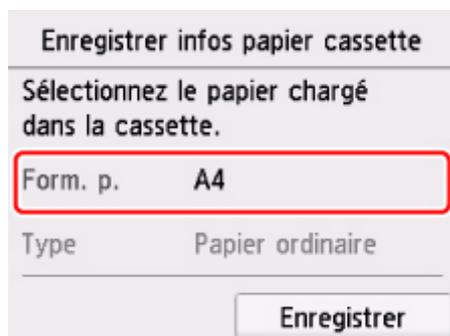 Enregistrer infos papier cassette
Sélectionnez le papier chargé
dans la cassette.
Form. p. A4
Type Papier ordinaire
Enregistrer